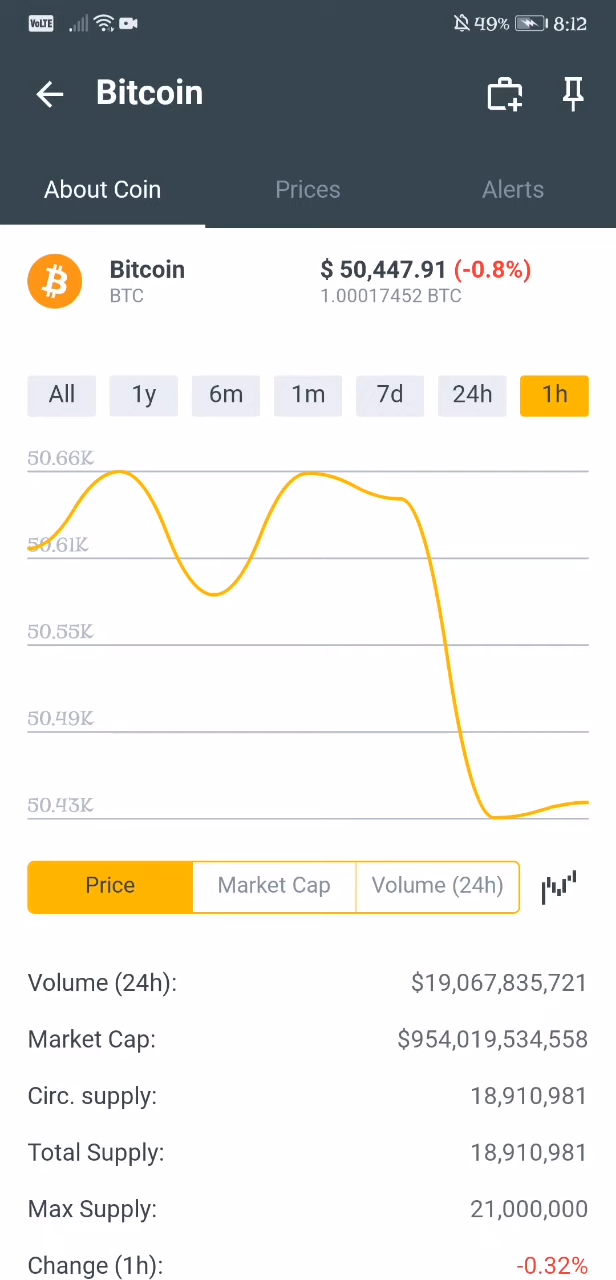 VoLTE 49% 8:12
Bitcoin
About Coin Prices Alerts
Bitcoin $ 50,447.91 (-0.8%)
BTC 1.00017452 BTC
All 1y 6m 1m 7d 24h 1h
50.66K
50.61K
50.55K
50.49K
50.43K
Price Market Cap Volume (24h)
Volume (24h): $19,067,835,721
Market Cap: $954,019,534,558
Circ. supply: 18,910,981
Total Supply: 18,910,981
Max Supply: 21,000,000
Change (1h): -0.32%